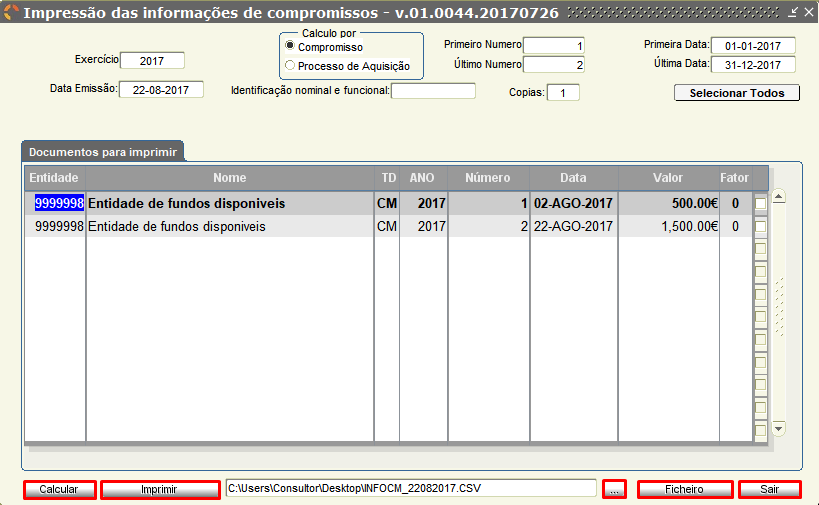 Impressão das informações de compromissos - v.01.0044.20170726
Exercício 2017
Calculo por
Compromisso
Processo de Aquisição
Primeiro Numero 1
Último Numero 2
Primeira Data: 01-01-2017
Última Data: 31-12-2017
Data Emissão: 22-08-2017
Identificação nominal e funcional:
Copias: 1
Selecionar Todos
Documentos para imprimir
Entidade Nome TD ANO Número Data Valor Fator
9999998 Entidade de fundos disponiveis CM 2017 1 02-AGO-2017 500.00€ 0
9999998 Entidade de fundos disponiveis CM 2017 2 22-AGO-2017 1,500.00€ 0
Calcular Imprimir C:\Users\Consultor\Desktop\INFOCM_22082017.CSV ... Ficheiro Sair